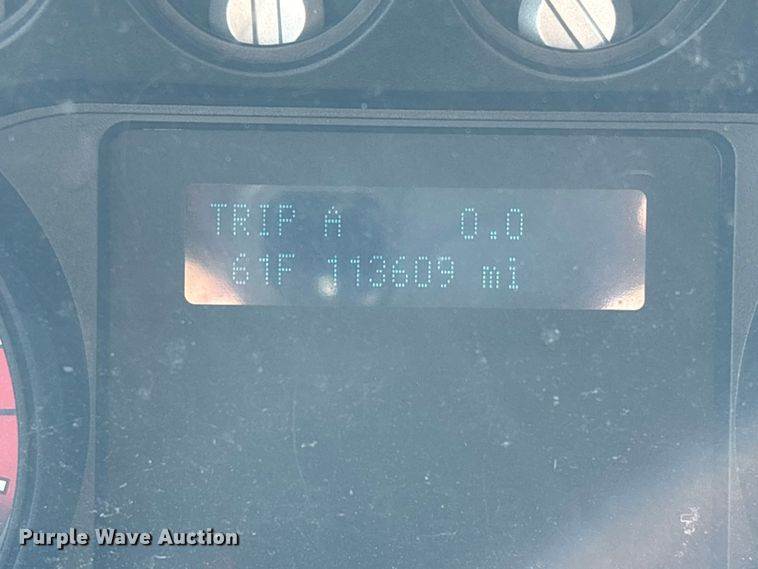 TRIP A 0.0
61F 113609 mi
Purple Wave Auction